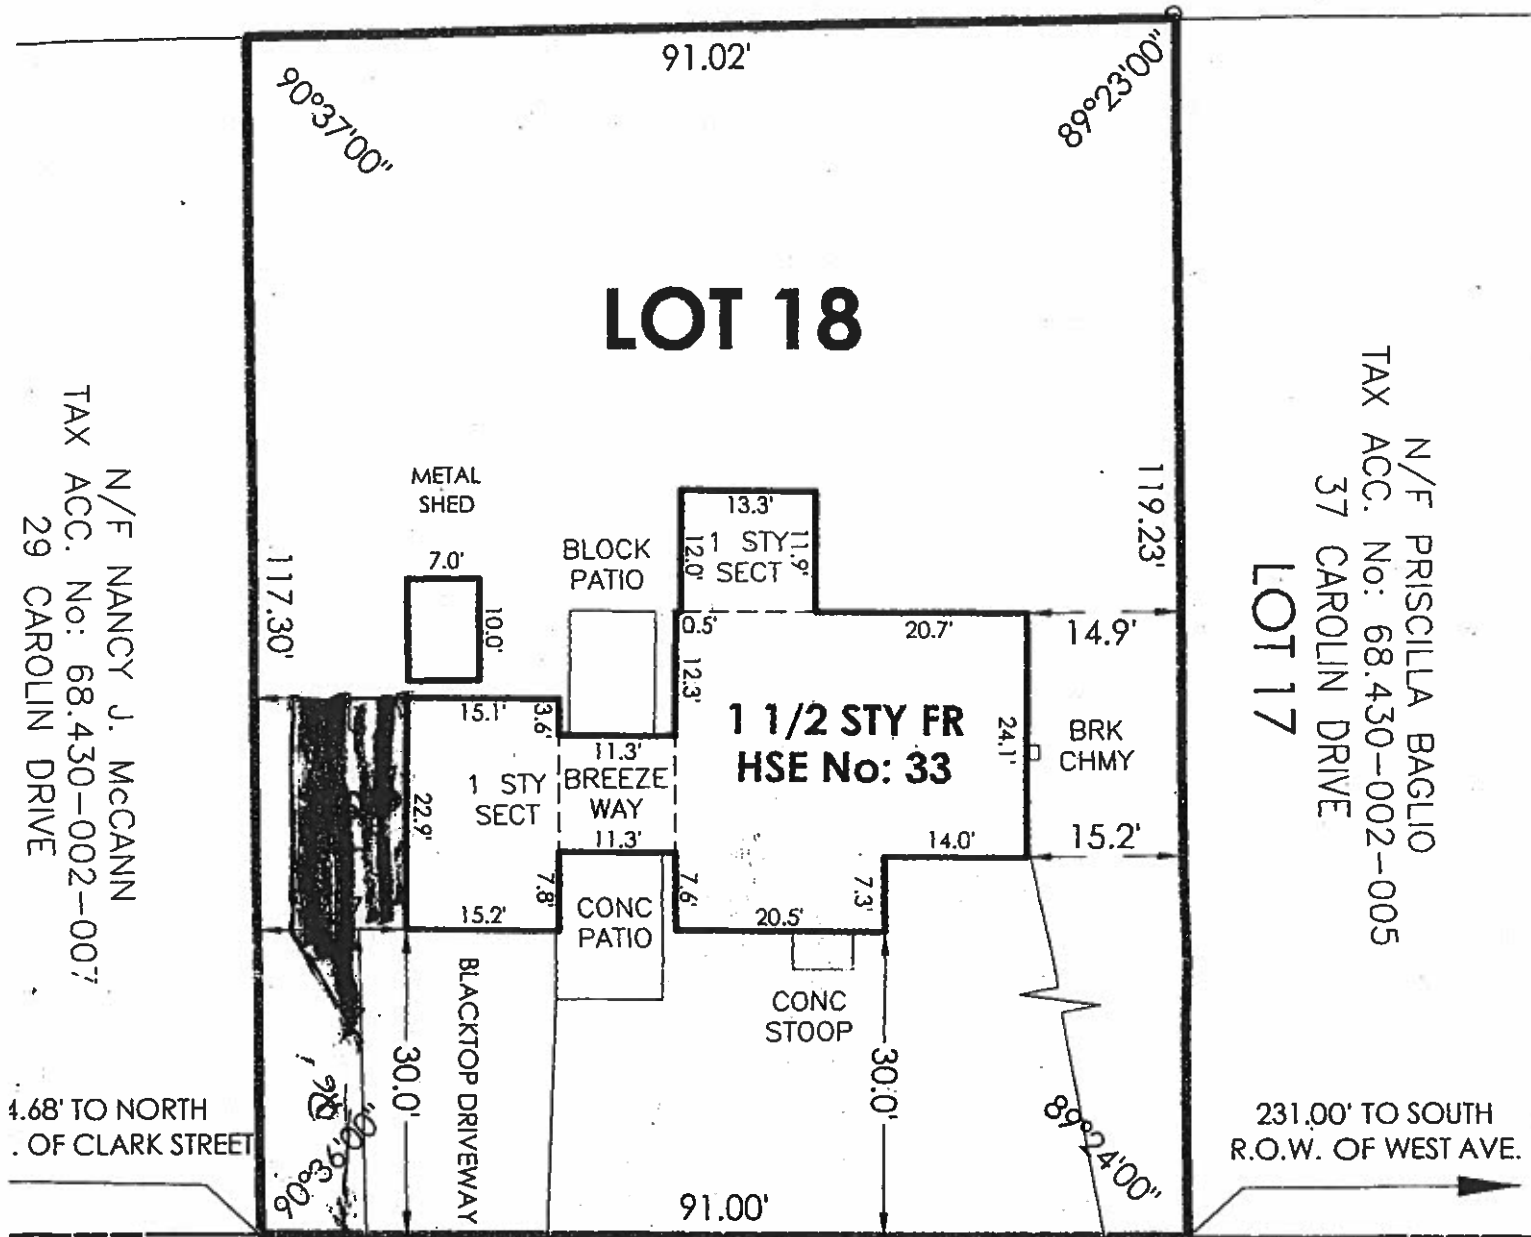 91.02'
90°37'00"
89°23'00"
LOT 18
N/F PRISCILLA BAGLIO
TAX ACC. No: 68.430-002-005
37 CAROLIN DRIVE
LOT 17
119.23'
N/F NANCY J. McCANN
TAX ACC. No: 68.430-002-007
29 CAROLIN DRIVE
117.30'
METAL
SHED
7.0'
10.0'
BLOCK
PATIO
13.3'
12.0'
1 STY
SECT
11.9'
0.5'
20.7'
14.9'
12.3'
15.1'
3.6'
1 1/2 STY FR
HSE No: 33
24.1'
BRK
CHMY
11.3'
BREEZE
WAY
11.3'
1 STY
SECT
22.9'
14.0'
15.2'
7.8'
7.6'
7.3'
15.2'
CONC
PATIO
20.5'
CONC
STOOP
BLACKTOP DRIVEWAY
30.0'
30.0'
4.68' TO NORTH
. OF CLARK STREET
90°36'00"
89°24'00"
231.00' TO SOUTH
R.O.W. OF WEST AVE.
91.00'